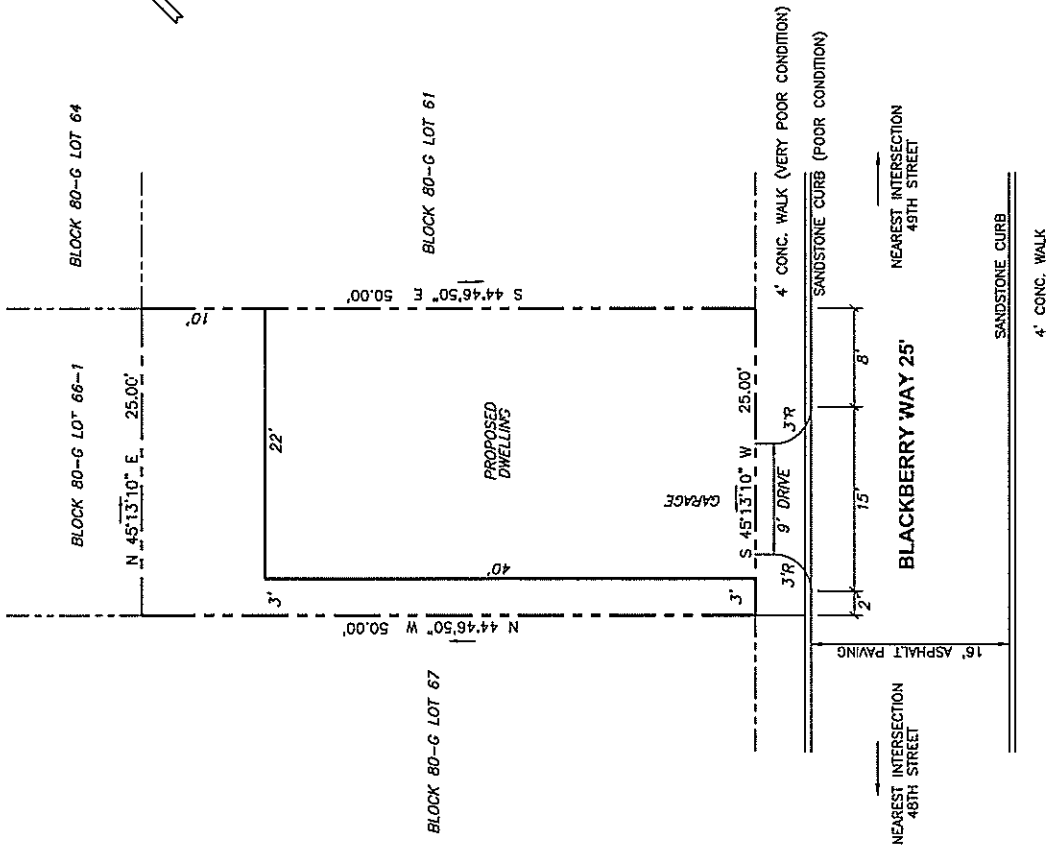 BLOCK 80-G LOT 66-1
BLOCK 80-G LOT 64
N 45°13'10" E 25.00'
10'
22'
BLOCK 80-G LOT 61
S 44°46'50" E 50.00'
PROPOSED
DWELLING
3'
40'
N 44°46'50" W 50.00'
BLOCK 80-G LOT 67
GARAGE
3'
S 45°13'10" W 25.00'
9' DRIVE
3'R
3'R
4' CONC. WALK (VERY POOR CONDITION)
SANDSTONE CURB (POOR CONDITION)
2'
15'
8'
BLACKBERRY WAY 25'
16' ASPHALT PAVING
NEAREST INTERSECTION
48TH STREET
NEAREST INTERSECTION
49TH STREET
SANDSTONE CURB
4' CONC. WALK